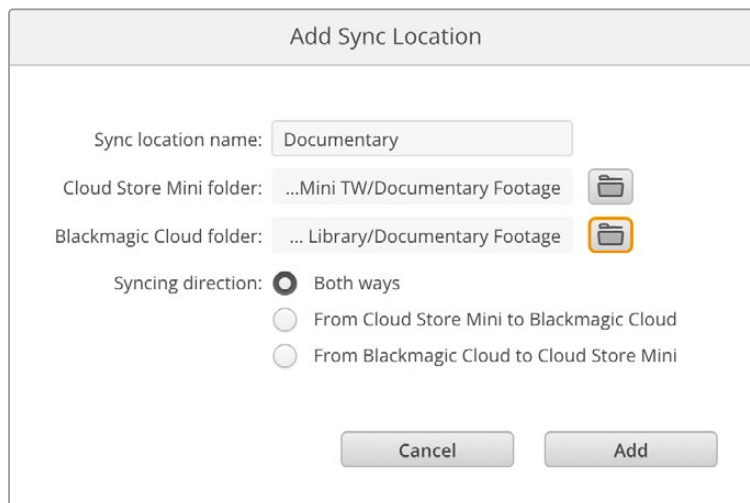 Add Sync Location
Sync location name: Documentary
Cloud Store Mini folder: ...Mini TW/Documentary Footage
Blackmagic Cloud folder: ... Library/Documentary Footage
Syncing direction: Both ways
From Cloud Store Mini to Blackmagic Cloud
From Blackmagic Cloud to Cloud Store Mini
Cancel Add